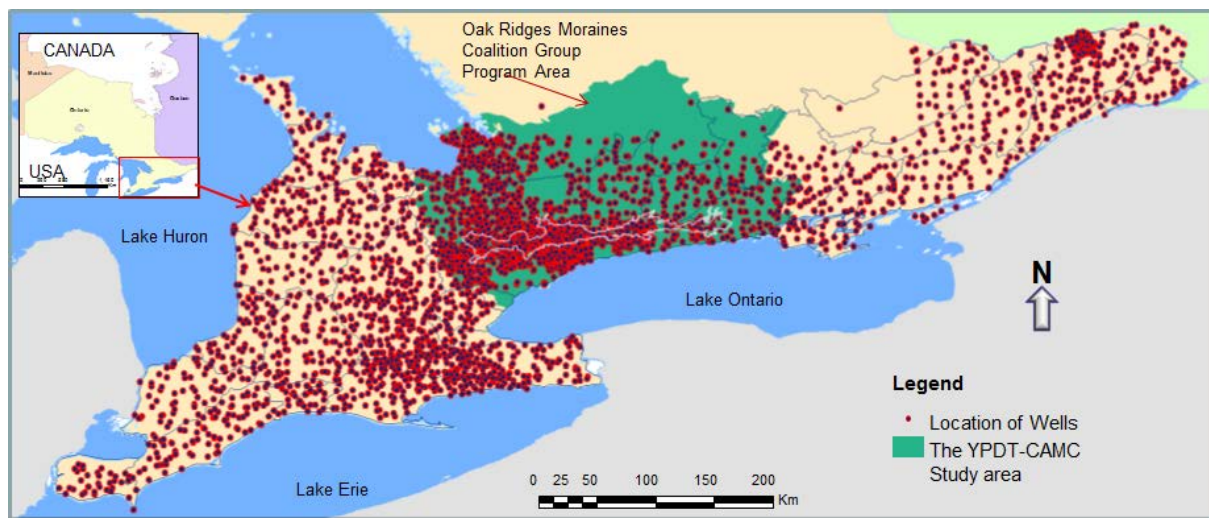 Oak Ridges Moraines
Coalition Group
Program Area
CANADA
Ontario
USA
Lake Huron
Lake Ontario
Lake Erie
N
Legend
Location of Wells
The YPDT-CAMC
Study area
0 25 50 100 150 200
Km